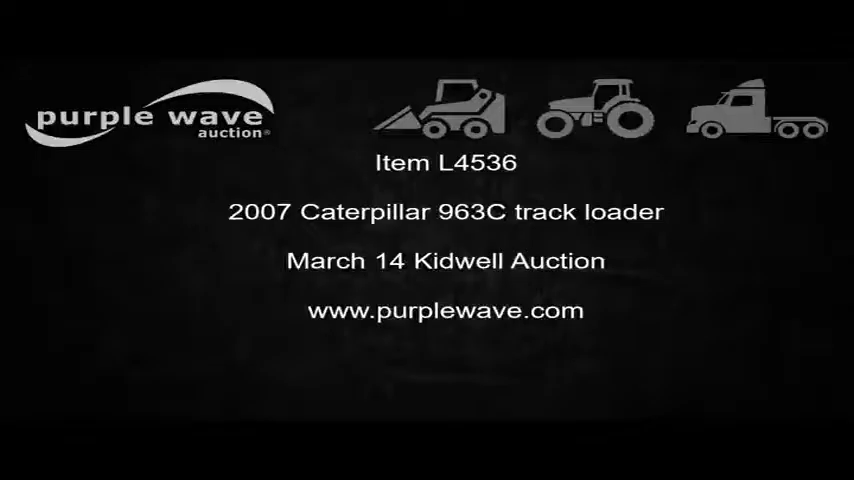 purple wave
auction®
Item L4536
2007 Caterpillar 963C track loader
March 14 Kidwell Auction
www.purplewave.com